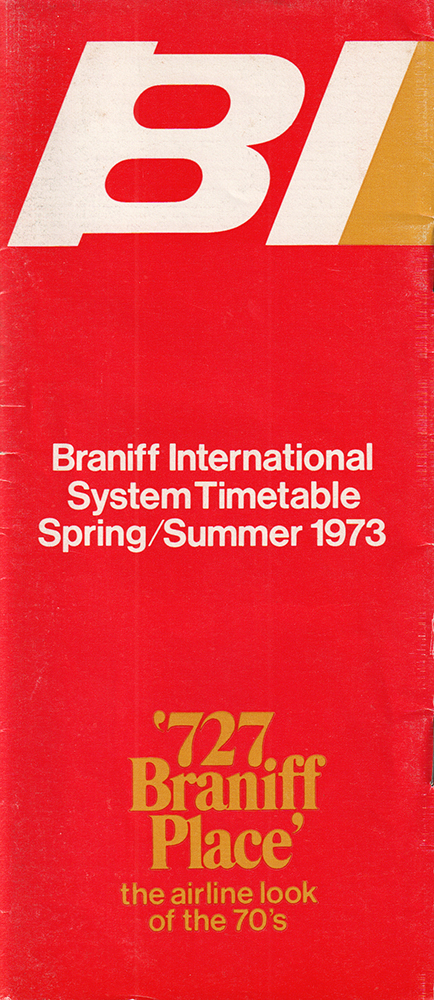 BI
Braniff International
System Timetable
Spring/Summer 1973
'727
Braniff
Place'
the airline look
of the 70's